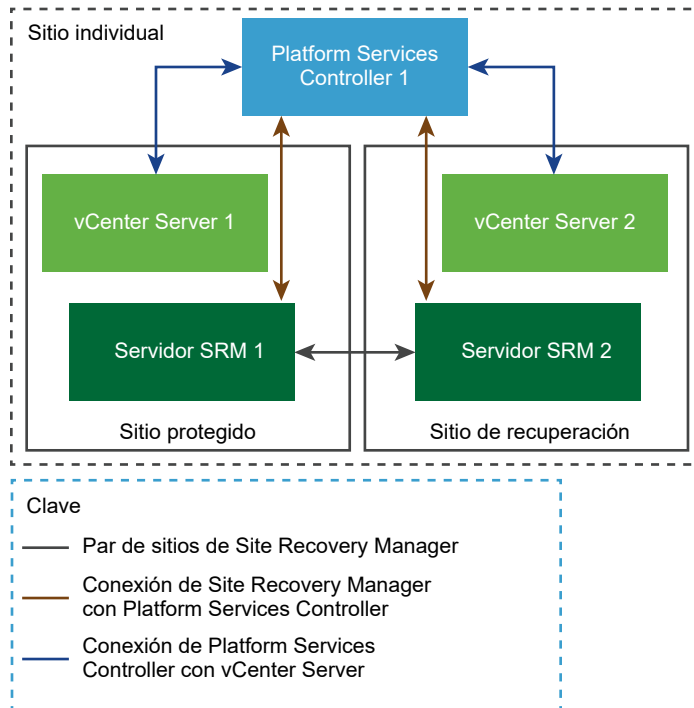 Sitio individual
Platform Services
Controller 1
vCenter Server 1
vCenter Server 2
Servidor SRM 1
Servidor SRM 2
Sitio protegido
Sitio de recuperación
Clave
Par de sitios de Site Recovery Manager
Conexión de Site Recovery Manager
con Platform Services Controller
Conexión de Platform Services
Controller con vCenter Server